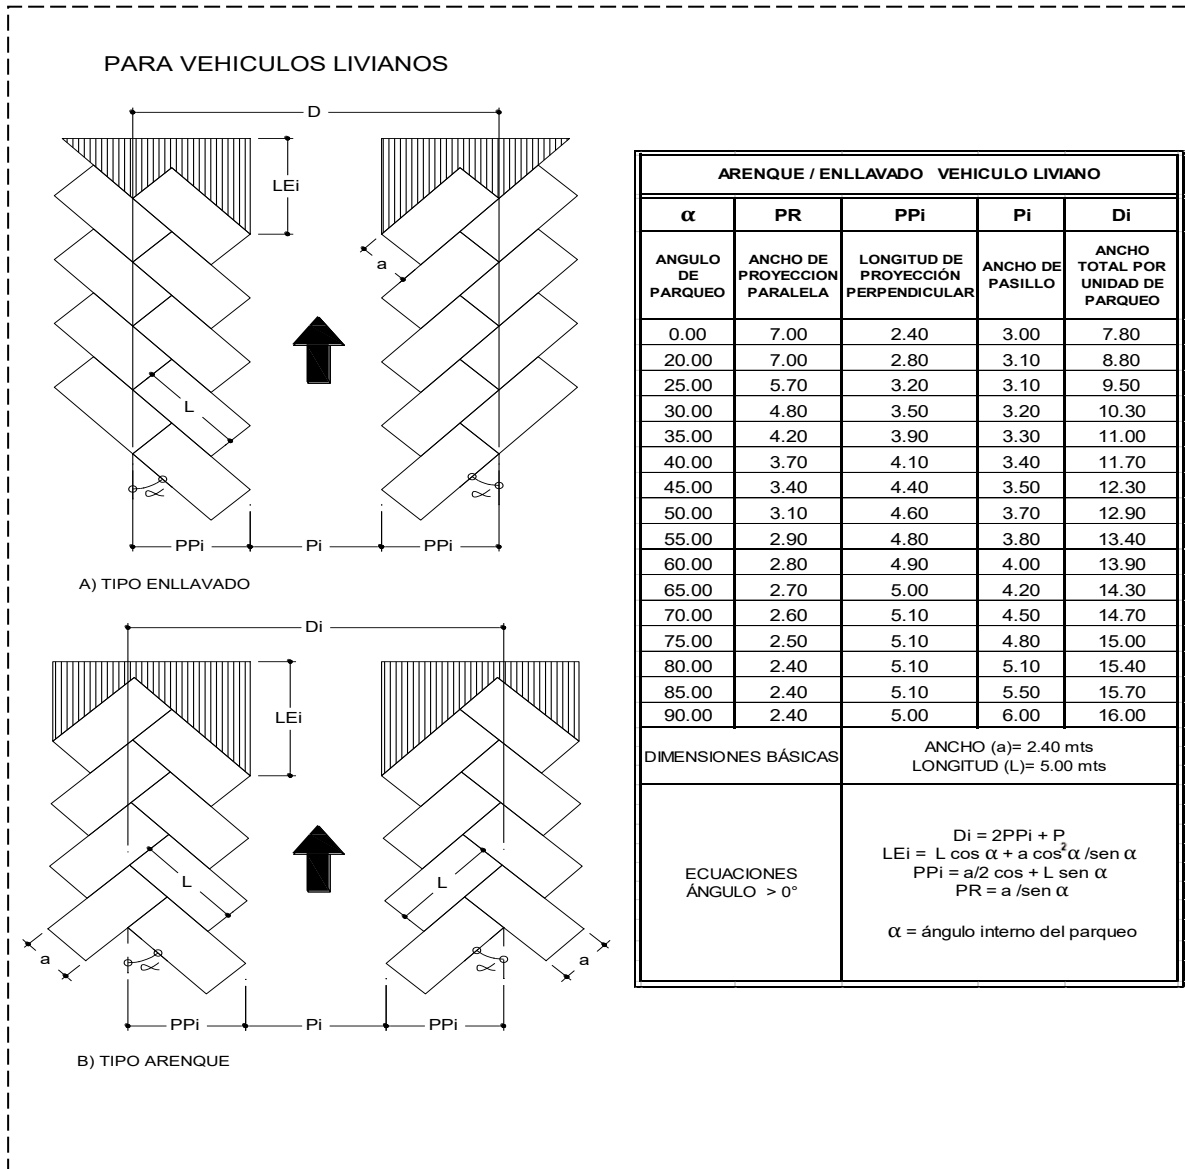 PARA VEHICULOS LIVIANOS
D
LEi
a
L
α α
PPi Pi PPi
A) TIPO ENLLAVADO
Di
LEi
L L
a α α a
PPi Pi PPi
B) TIPO ARENQUE
ARENQUE / ENLLAVADO VEHICULO LIVIANO
α PR PPi Pi Di
ANGULO DE PARQUEO ANCHO DE PROYECCION PARALELA LONGITUD DE PROYECCIÓN PERPENDICULAR ANCHO DE PASILLO ANCHO TOTAL POR UNIDAD DE PARQUEO
0.00 7.00 2.40 3.00 7.80
20.00 7.00 2.80 3.10 8.80
25.00 5.70 3.20 3.10 9.50
30.00 4.80 3.50 3.20 10.30
35.00 4.20 3.90 3.30 11.00
40.00 3.70 4.10 3.40 11.70
45.00 3.40 4.40 3.50 12.30
50.00 3.10 4.60 3.70 12.90
55.00 2.90 4.80 3.80 13.40
60.00 2.80 4.90 4.00 13.90
65.00 2.70 5.00 4.20 14.30
70.00 2.60 5.10 4.50 14.70
75.00 2.50 5.10 4.80 15.00
80.00 2.40 5.10 5.10 15.40
85.00 2.40 5.10 5.50 15.70
90.00 2.40 5.00 6.00 16.00
DIMENSIONES BÁSICAS
ANCHO (a)= 2.40 mts
LONGITUD (L)= 5.00 mts
ECUACIONES
ÁNGULO > 0°
Di = 2PPi + P
LEi = L cos α + a cos²α /sen α
PPi = a/2 cos + L sen α
PR = a /sen α
α = ángulo interno del parqueo